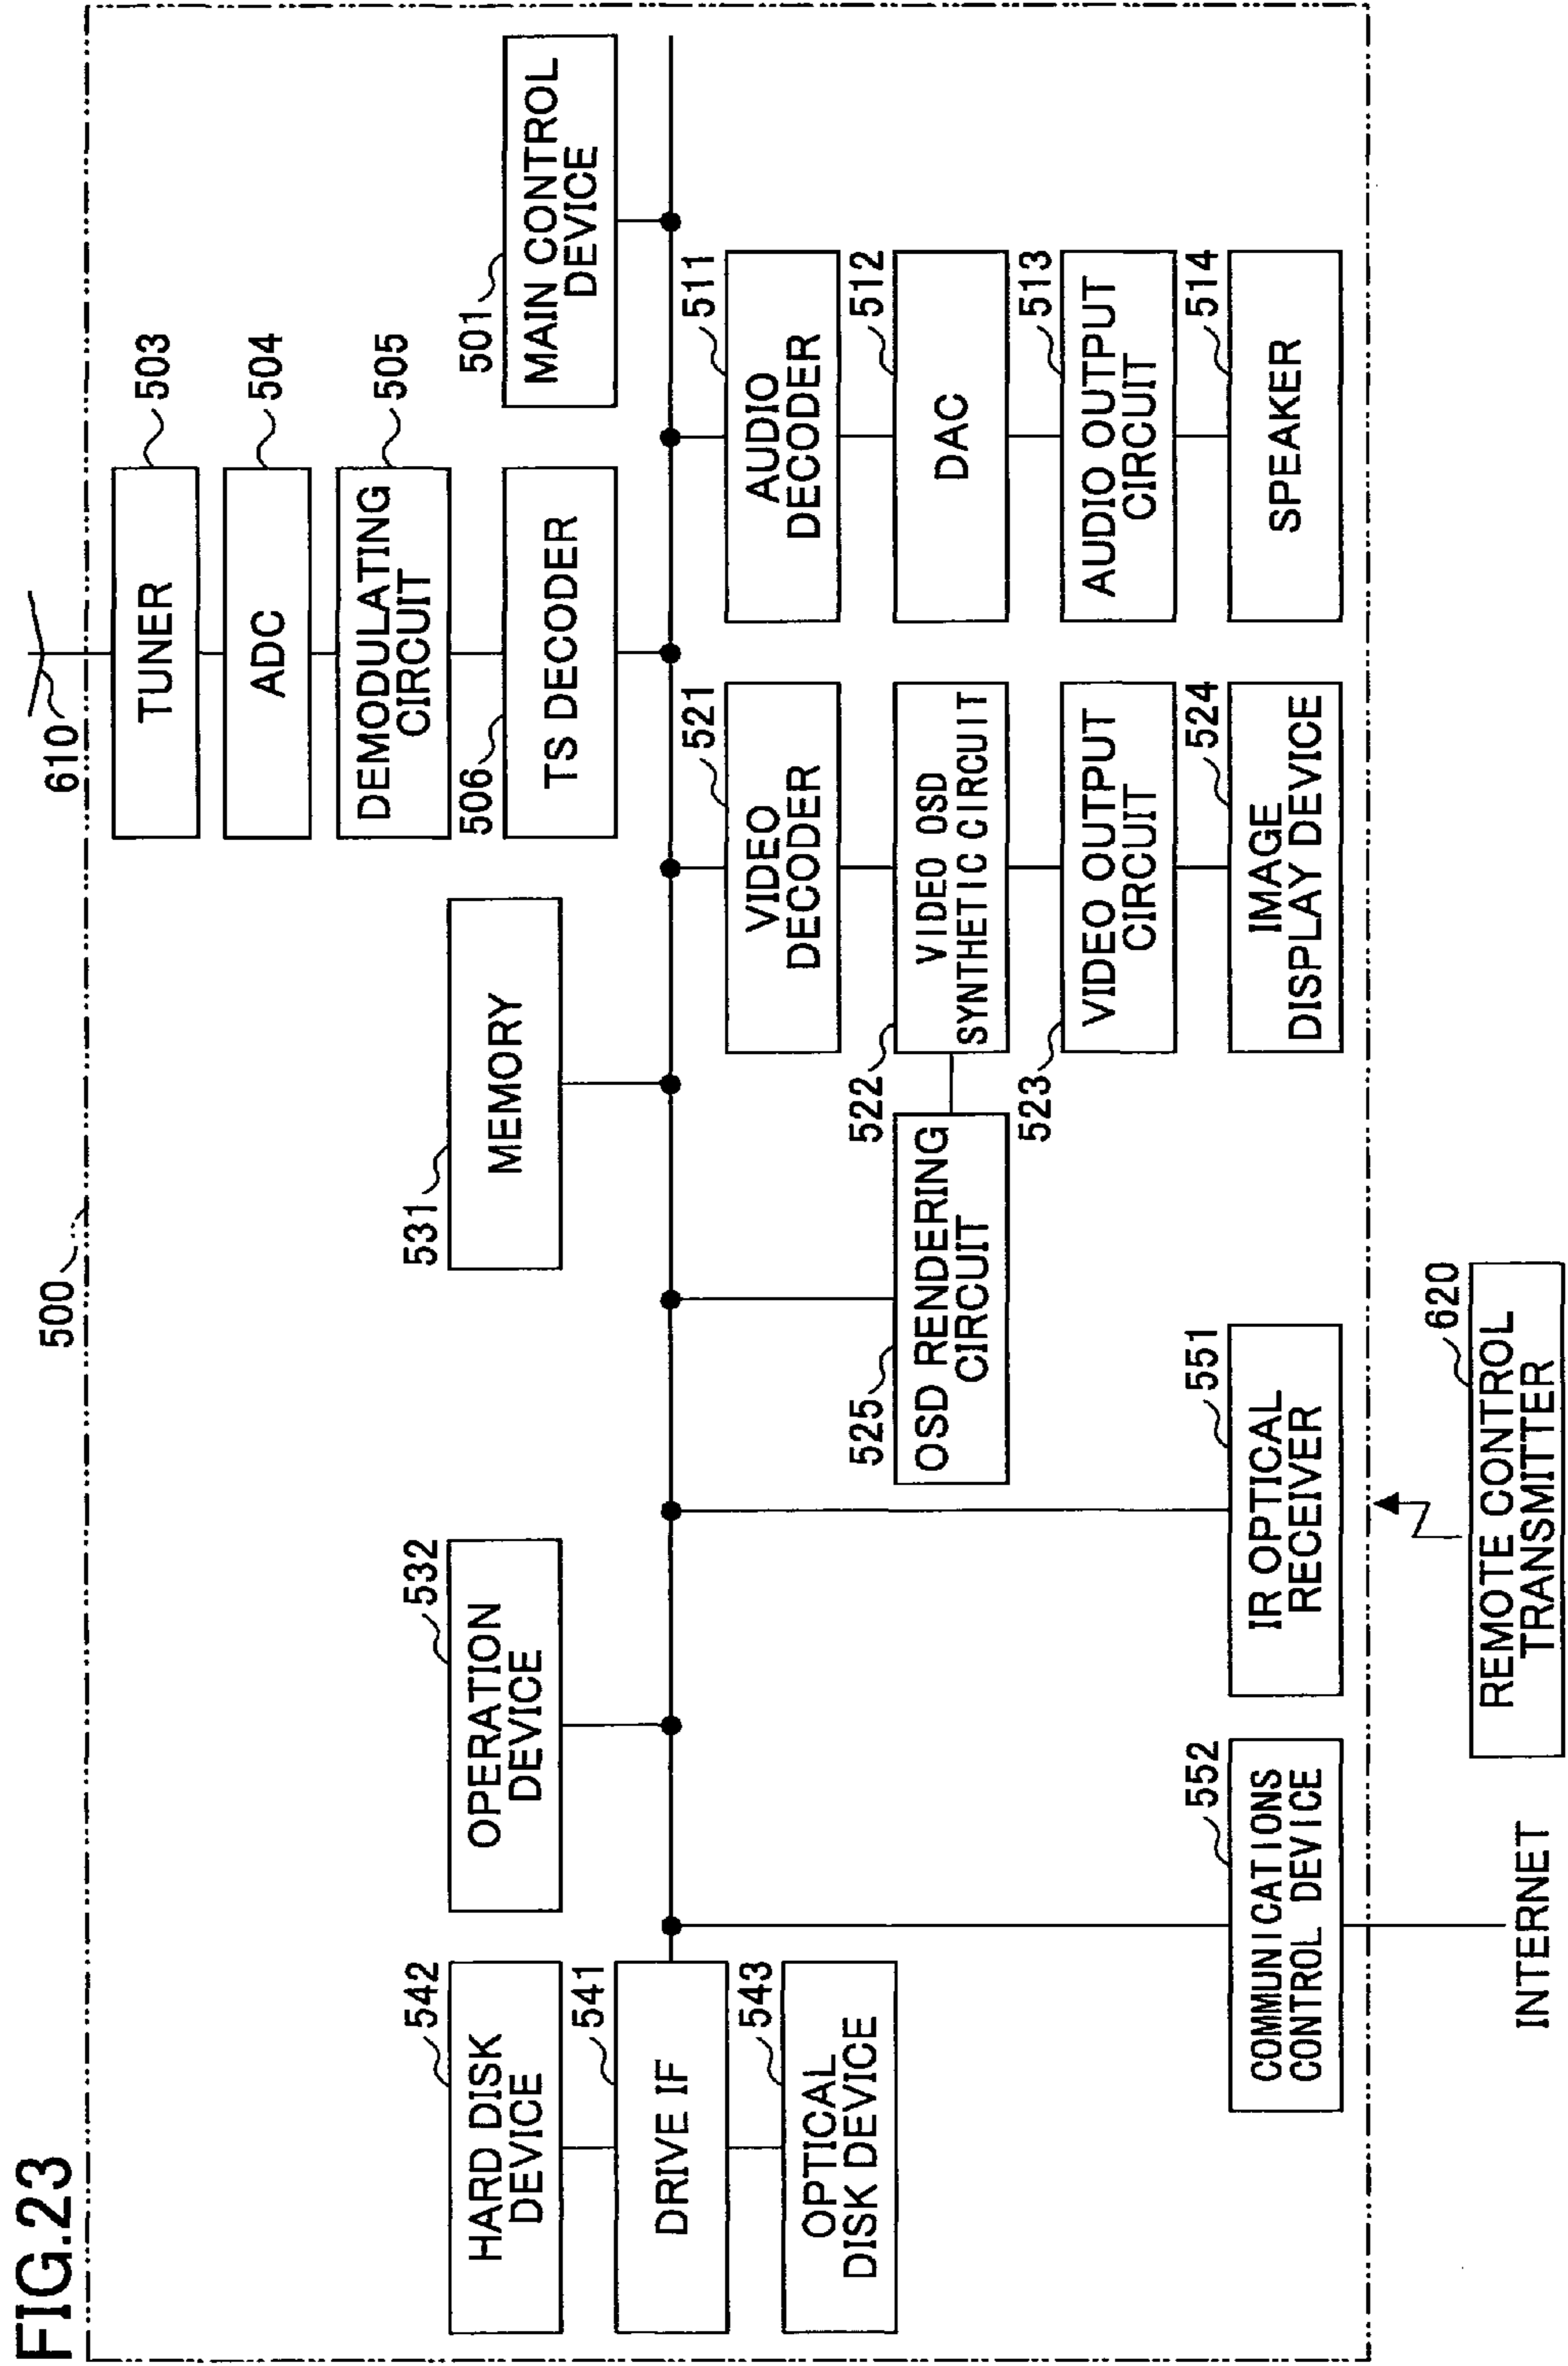 FIG.23
500
610
TUNER
503
ADC
504
DEMODULATING
CIRCUIT
505
506
TS DECODER
501
MAIN CONTROL
DEVICE
531
MEMORY
532
OPERATION
DEVICE
542
HARD DISK
DEVICE
541
DRIVE IF
543
OPTICAL
DISK DEVICE
521
VIDEO
DECODER
511
AUDIO
DECODER
525
OSD RENDERING
CIRCUIT
522
VIDEO OSD
SYNTHETIC CIRCUIT
512
DAC
523
VIDEO OUTPUT
CIRCUIT
513
AUDIO OUTPUT
CIRCUIT
552
COMMUNICATIONS
CONTROL DEVICE
551
IR OPTICAL
RECEIVER
524
IMAGE
DISPLAY DEVICE
514
SPEAKER
INTERNET
620
REMOTE CONTROL
TRANSMITTER